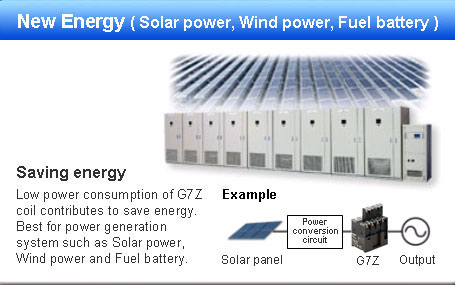 New Energy ( Solar power, Wind power, Fuel battery )
Saving energy
Low power consumption of G7Z
coil contributes to save energy.
Best for power generation
system such as Solar power,
Wind power and Fuel battery.
Example
Power
conversion
circuit
Solar panel
G7Z
Output